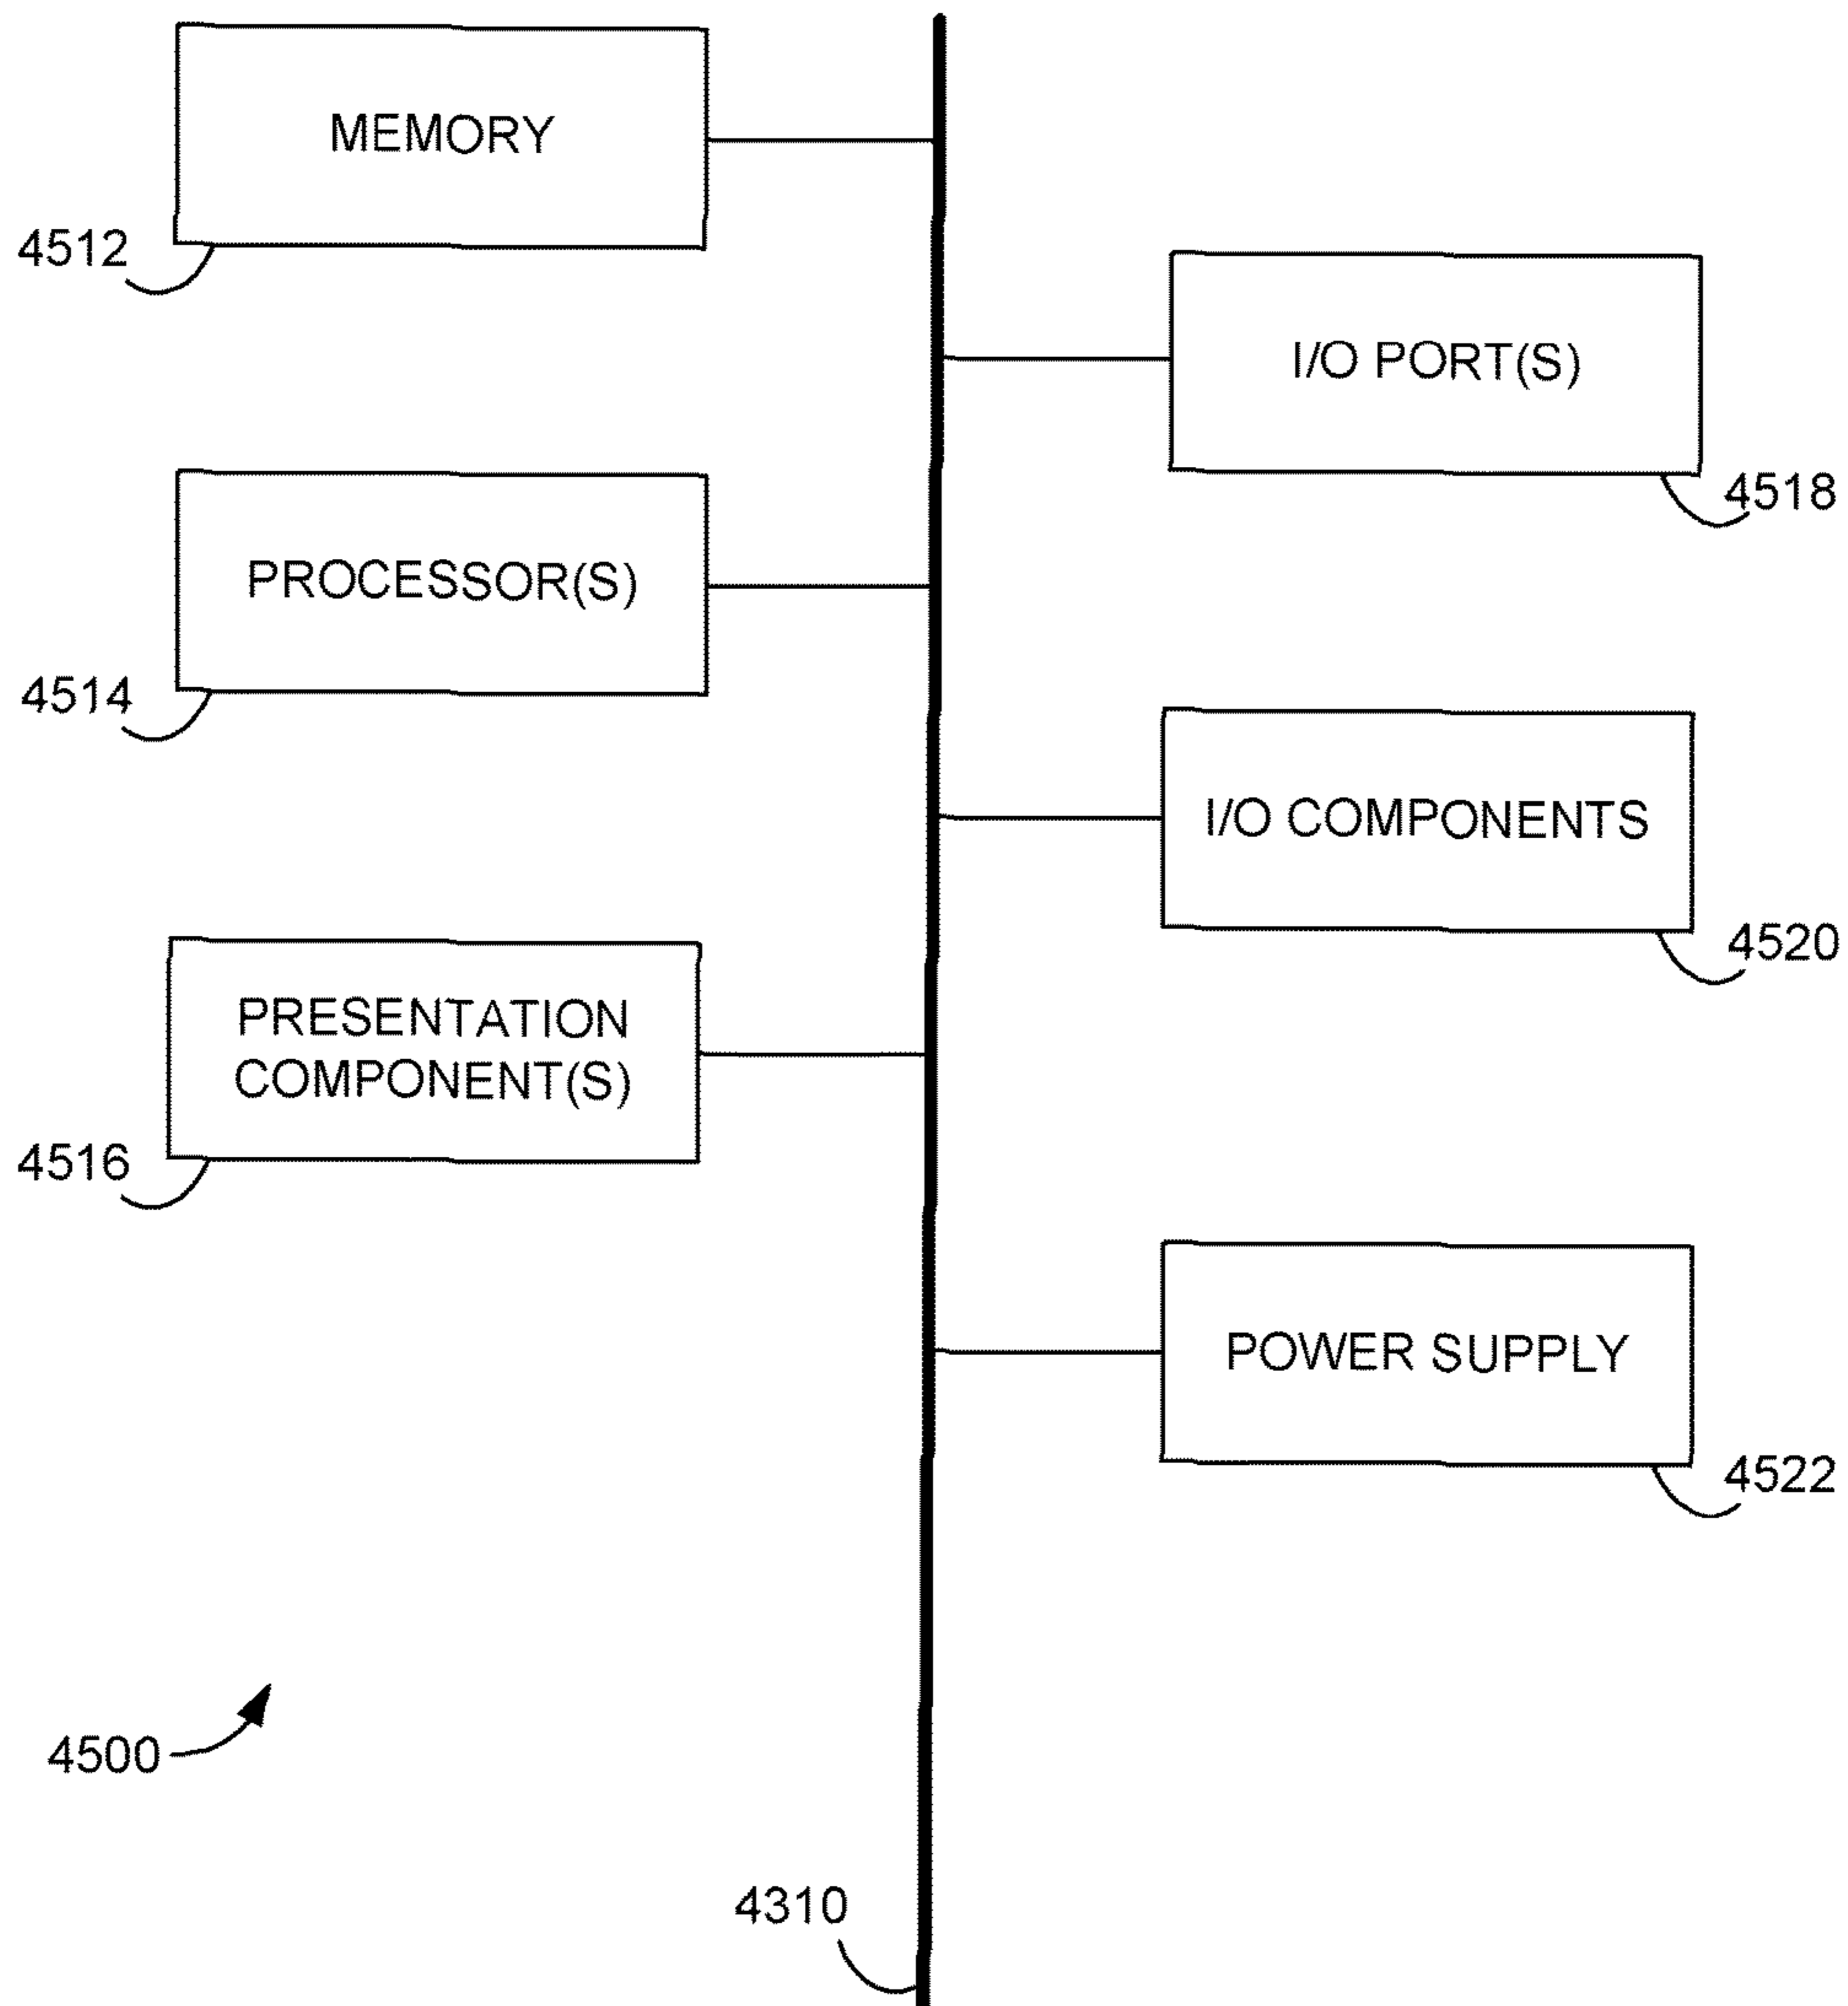 MEMORY
4512
I/O PORT(S)
4518
PROCESSOR(S)
4514
I/O COMPONENTS
4520
PRESENTATION
COMPONENT(S)
4516
POWER SUPPLY
4522
4500
4310